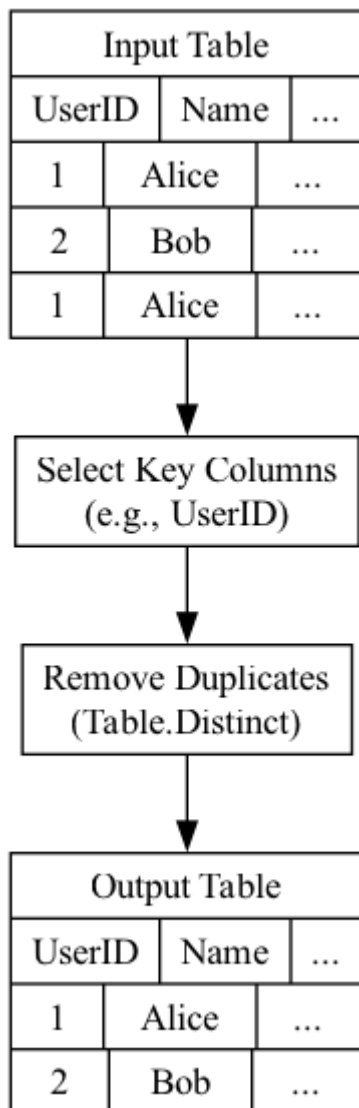 Input Table
UserID Name ...
1 Alice ...
2 Bob ...
1 Alice ...
Select Key Columns
(e.g., UserID)
Remove Duplicates
(Table.Distinct)
Output Table
UserID Name ...
1 Alice ...
2 Bob ...